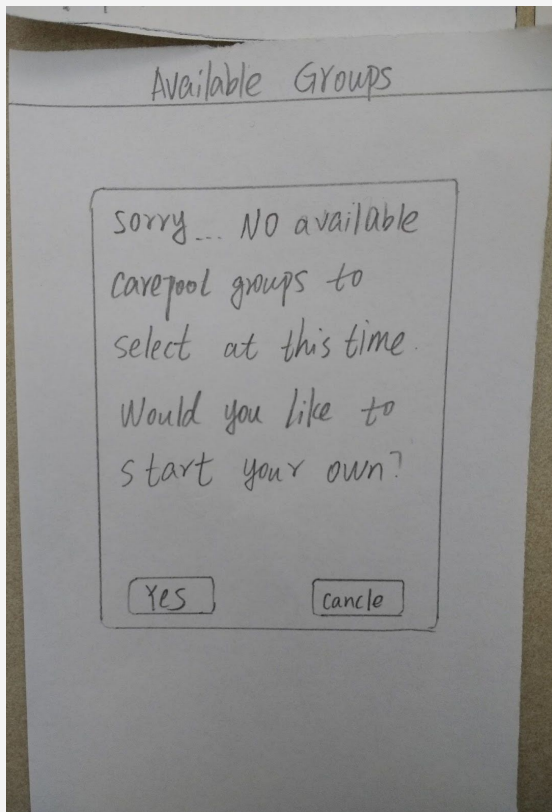 Available Groups
Sorry... No available
carepool groups to
select at this time.
Would you like to
start your own?
Yes
cancle